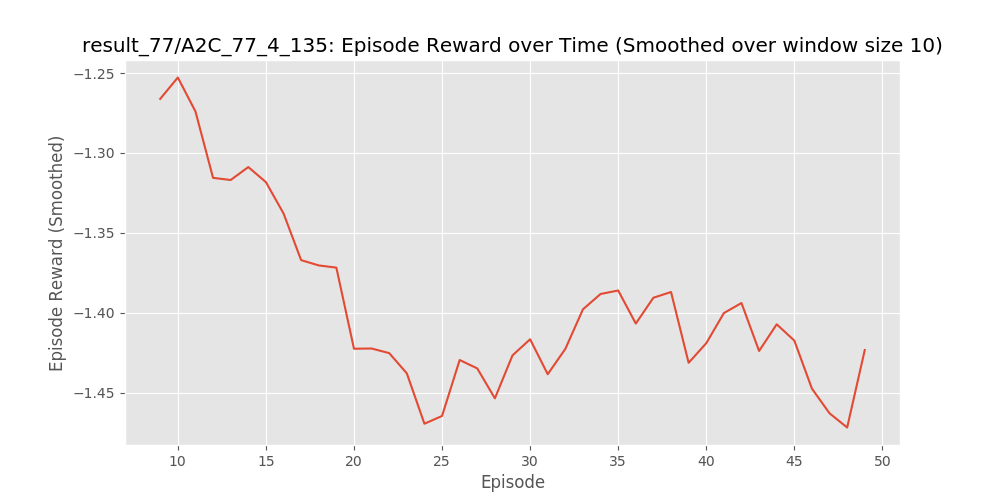 result_77/A2C_77_4_135: Episode Reward over Time (Smoothed over window size 10)
Episode Reward (Smoothed)
−1.25
−1.30
−1.35
−1.40
−1.45
10 15 20 25 30 35 40 45 50
Episode